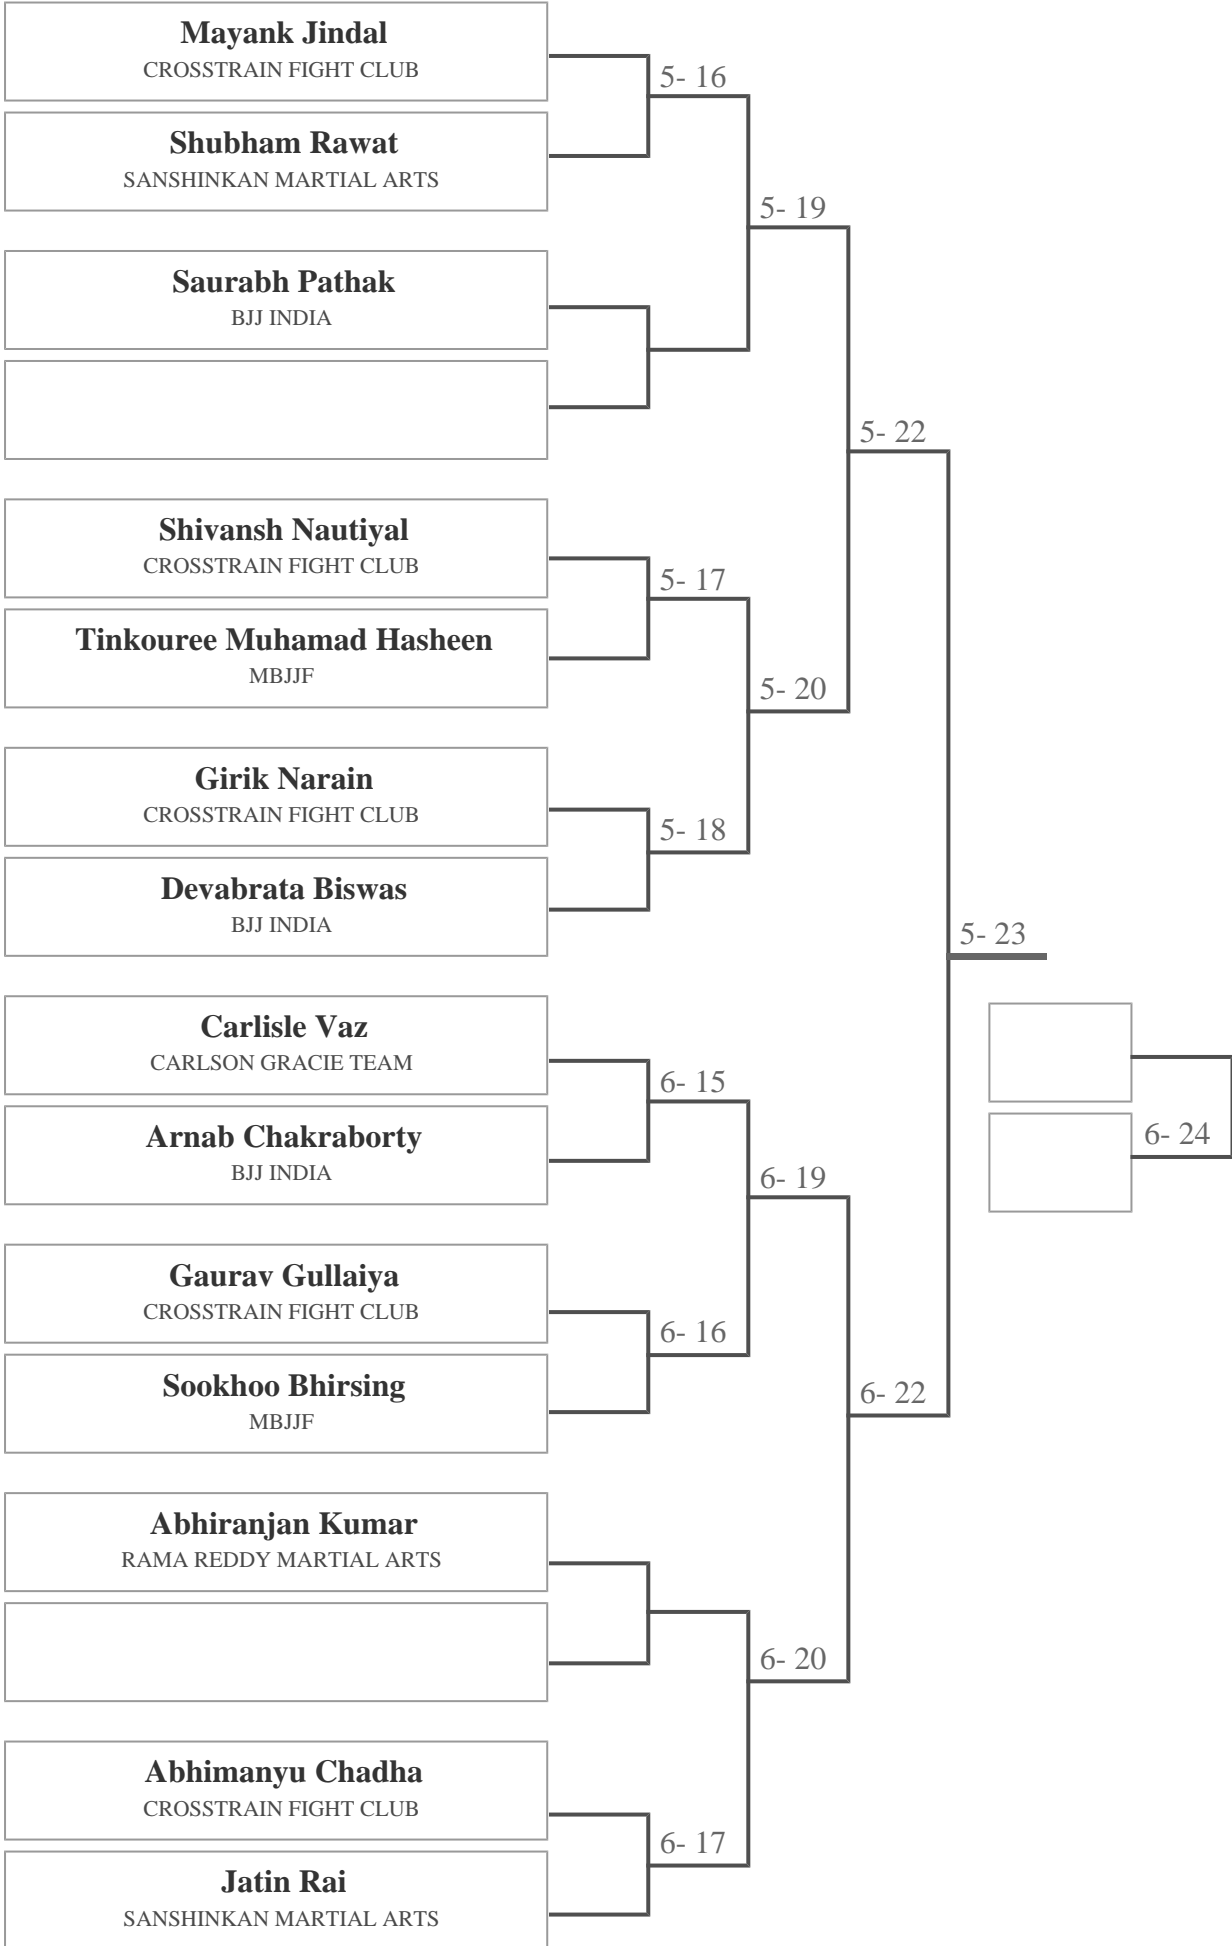 Mayank Jindal
CROSSTRAIN FIGHT CLUB
5- 16
Shubham Rawat
SANSHINKAN MARTIAL ARTS
5- 19
Saurabh Pathak
BJJ INDIA
5- 22
Shivansh Nautiyal
CROSSTRAIN FIGHT CLUB
5- 17
Tinkouree Muhamad Hasheen
MBJJF
5- 20
Girik Narain
CROSSTRAIN FIGHT CLUB
5- 18
Devabrata Biswas
BJJ INDIA
5- 23
Carlisle Vaz
CARLSON GRACIE TEAM
6- 15
Arnab Chakraborty
BJJ INDIA
6- 24
6- 19
Gaurav Gullaiya
CROSSTRAIN FIGHT CLUB
6- 16
Sookhoo Bhirsing
MBJJF
6- 22
Abhiranjan Kumar
RAMA REDDY MARTIAL ARTS
6- 20
Abhimanyu Chadha
CROSSTRAIN FIGHT CLUB
6- 17
Jatin Rai
SANSHINKAN MARTIAL ARTS